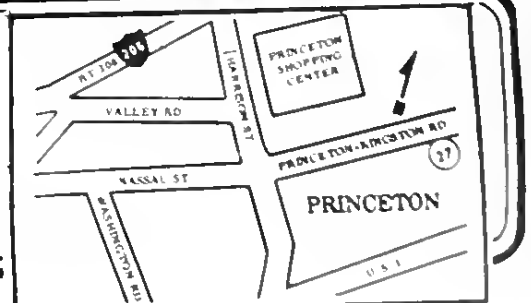 RT 206 206
HARRISON ST
PRINCETON
SHOPPING
CENTER
VALLEY RD
PRINCETON-KINGSTON RD
27
NASSAU ST
PRINCETON
WASHINGTON RD
U S 1